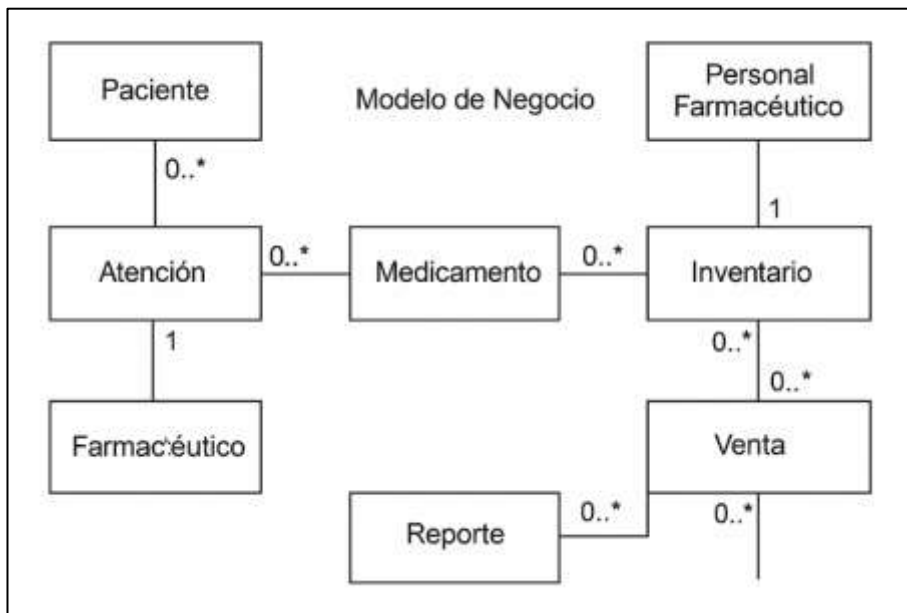 Paciente
Modelo de Negocio
Personal
Farmacéutico
0..*
1
Atención
0..*
Medicamento
0..*
Inventario
1
0..*
0..*
Farmacéutico
Venta
Reporte
0..*
0..*